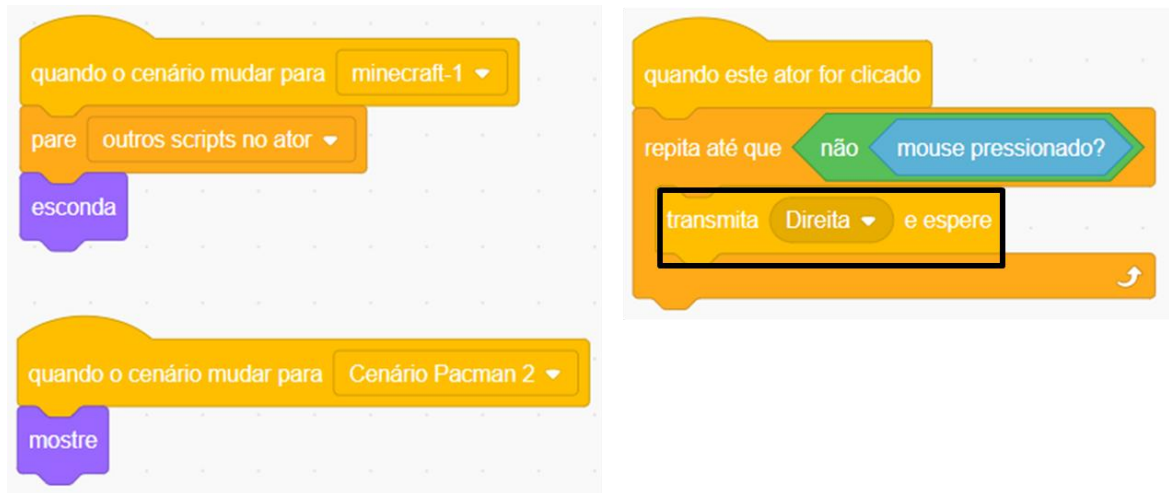 quando o cenário mudar para minecraft-1
pare outros scripts no ator
esconda
quando o cenário mudar para Cenário Pacman 2
mostre
quando este ator for clicado
repita até que não mouse pressionado?
transmita Direita e espere